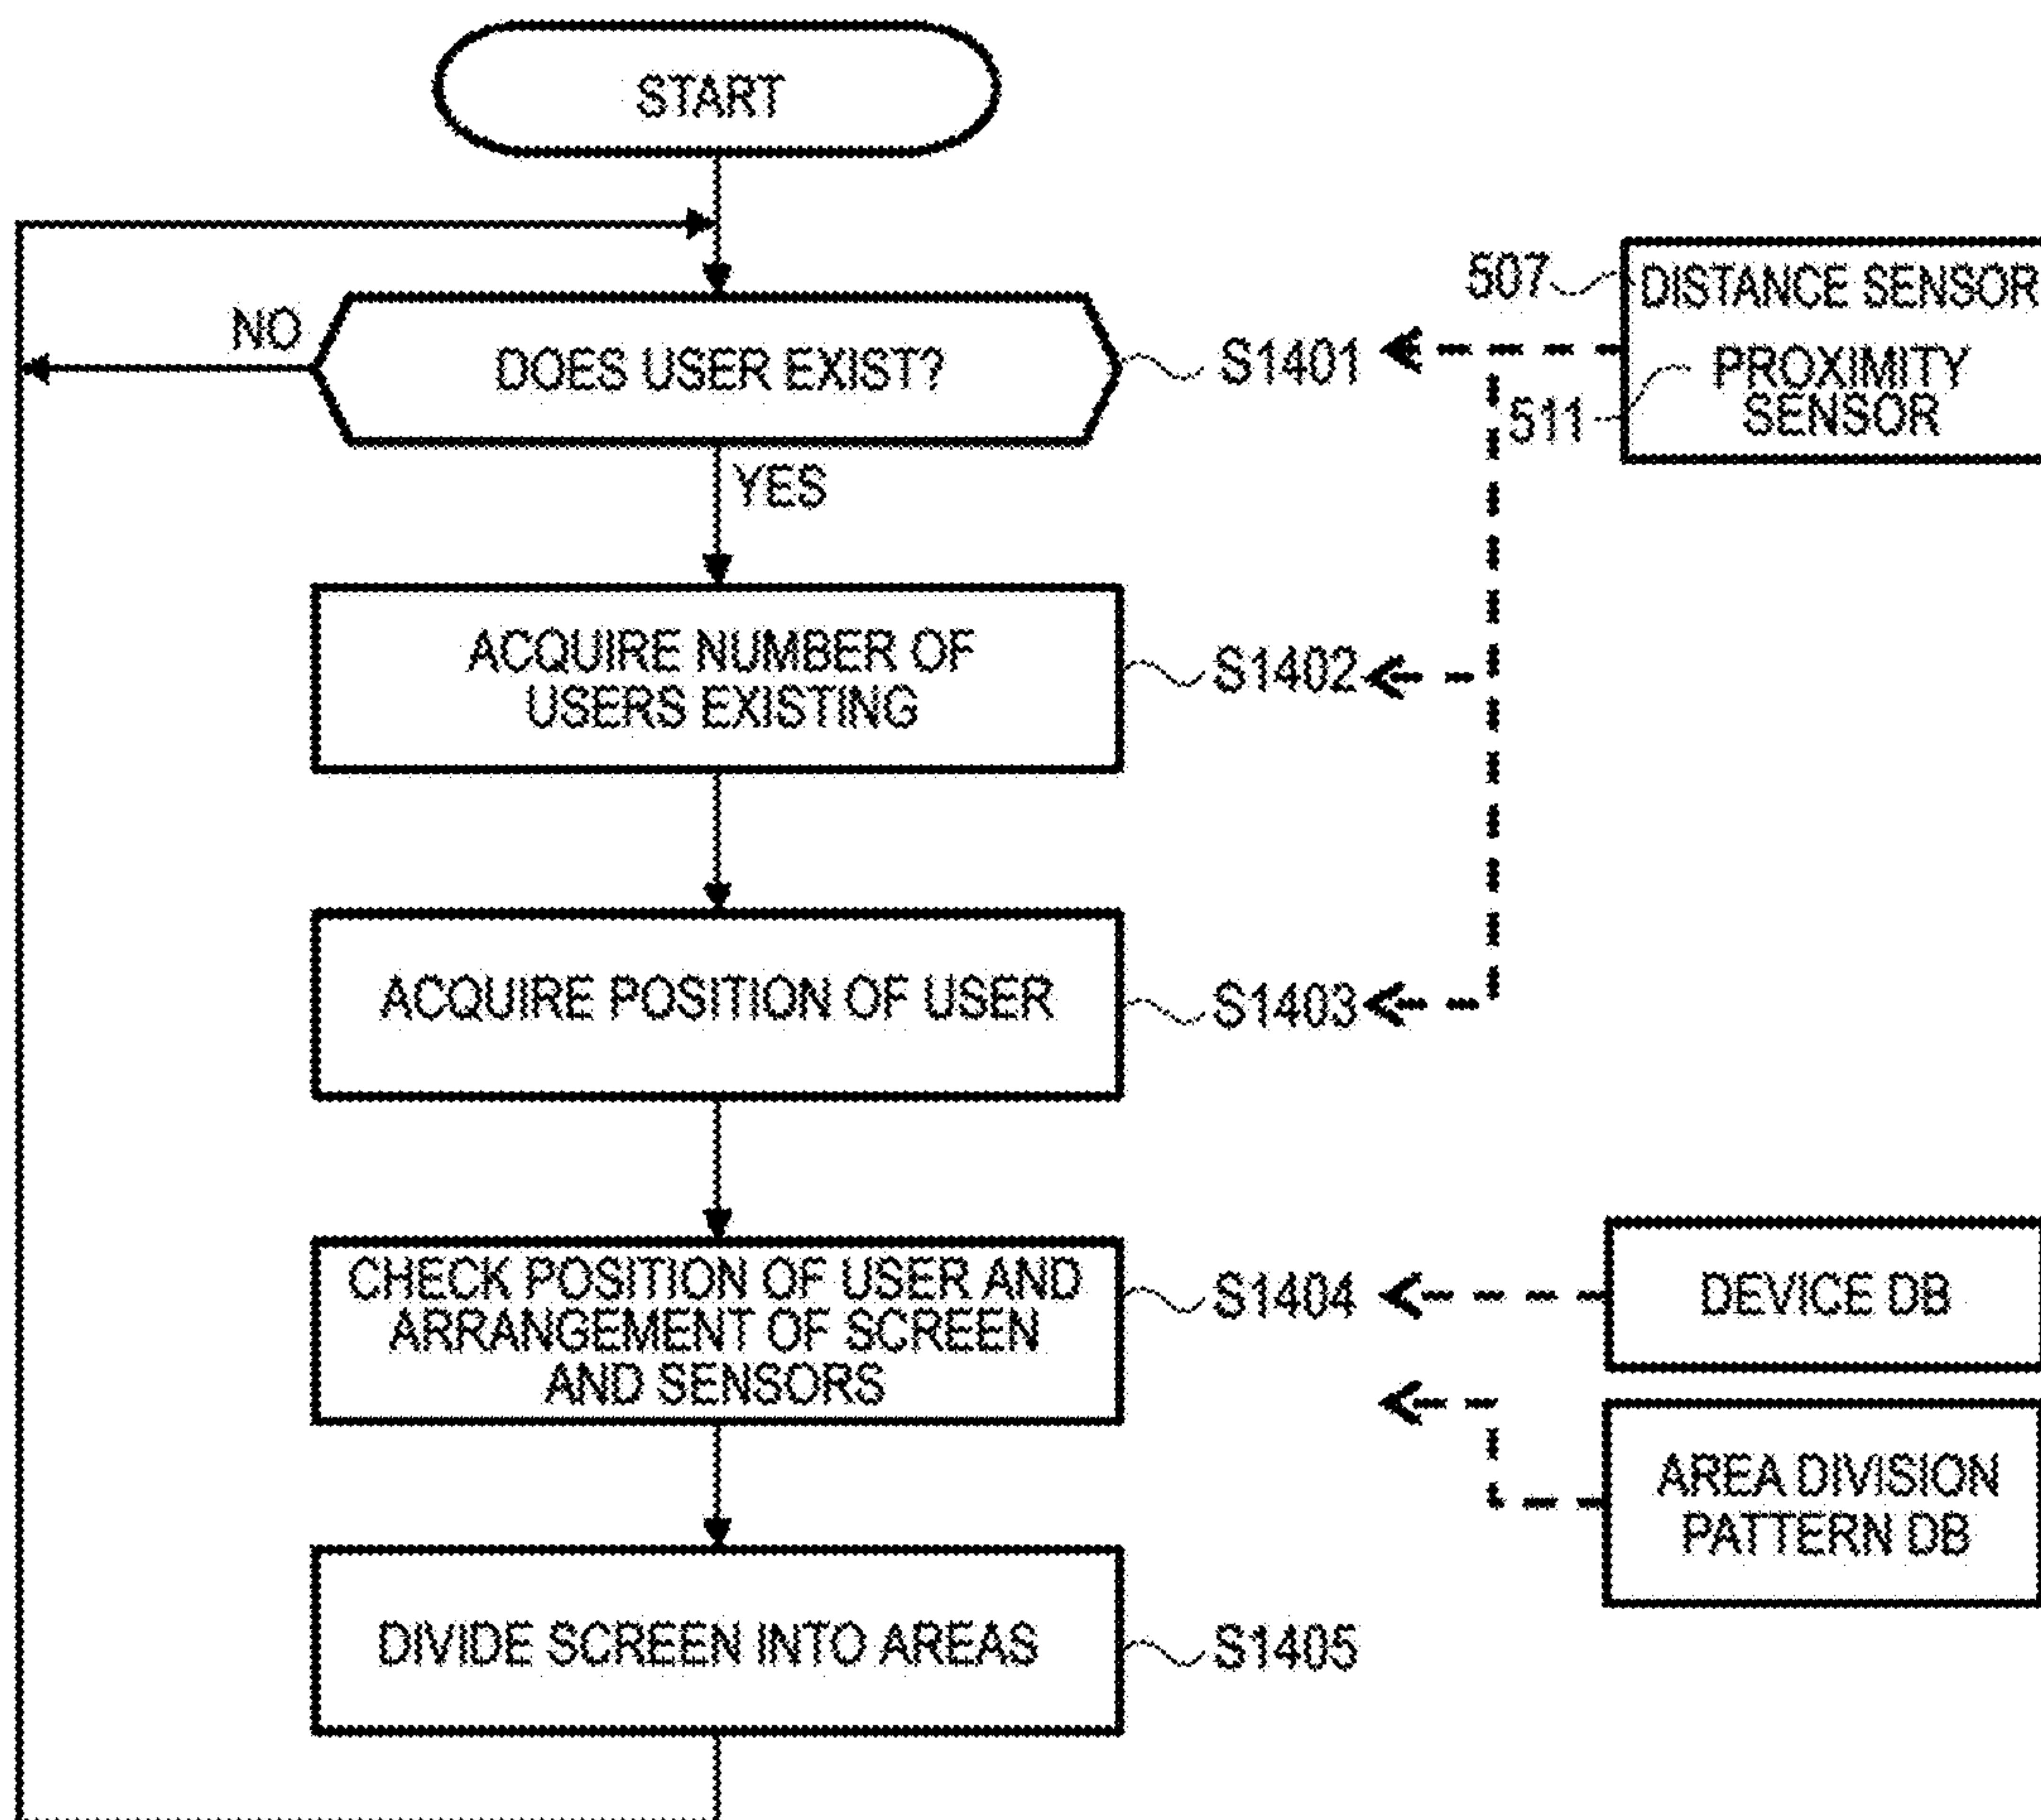 START
NO
DOES USER EXIST?
S1401
507
DISTANCE SENSOR
PROXIMITY
SENSOR
511
YES
ACQUIRE NUMBER OF
USERS EXISTING
S1402
ACQUIRE POSITION OF USER
S1403
CHECK POSITION OF USER AND
ARRANGEMENT OF SCREEN
AND SENSORS
S1404
DEVICE DB
AREA DIVISION
PATTERN DB
DIVIDE SCREEN INTO AREAS
S1405